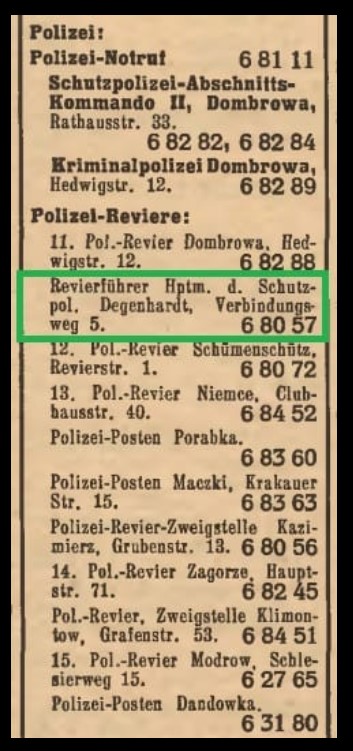 Polizei:
Polizei-Notruf 6 81 11
Schutzpolizei-Abschnitts-
Kommando II, Dombrowa,
Rathausstr. 33.
6 82 82, 6 82 84
Kriminalpolizei Dombrowa,
Hedwigstr. 12. 6 82 89
Polizei-Reviere:
11. Pol.-Revier Dombrowa, Hed-
wigstr. 12. 6 82 88
Revierführer Hptm. d. Schutz-
pol. Degenhardt, Verbindungs-
weg 5. 6 80 57
12. Pol.-Revier Schümenschütz,
Revierstr. 1. 6 80 72
13. Pol.-Revier Niemce, Club-
hausstr. 40. 6 84 52
Polizei-Posten Porabka.
6 83 60
Polizei-Posten Maczki, Krakauer
Str. 15. 6 83 63
Polizei-Revier-Zweigstelle Kazi-
mierz, Grubenstr. 13. 6 80 56
14. Pol.-Revier Zagorze, Haupt-
str. 71. 6 82 45
Pol.-Revier, Zweigstelle Klimon-
tow, Grafenstr. 53. 6 84 51
15. Pol.-Revier Modrow, Schle-
sierweg 15. 6 27 65
Polizei-Posten Dandowka.
6 31 80